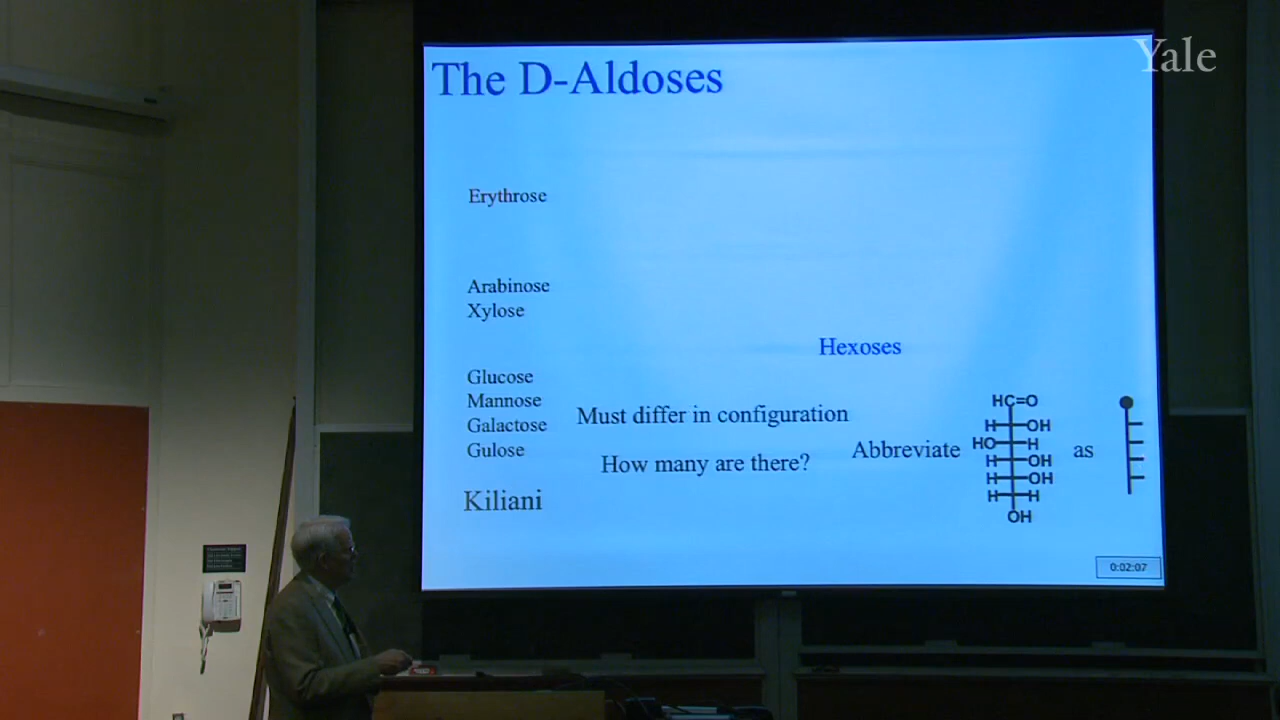 Yale
The D-Aldoses
Erythrose
Arabinose
Xylose
Hexoses
Glucose
Mannose
Galactose
Gulose
Must differ in configuration
How many are there?
Abbreviate
HC=O
H OH
HO H
H OH
H OH
H H
OH
as
Kiliani
0:02:07